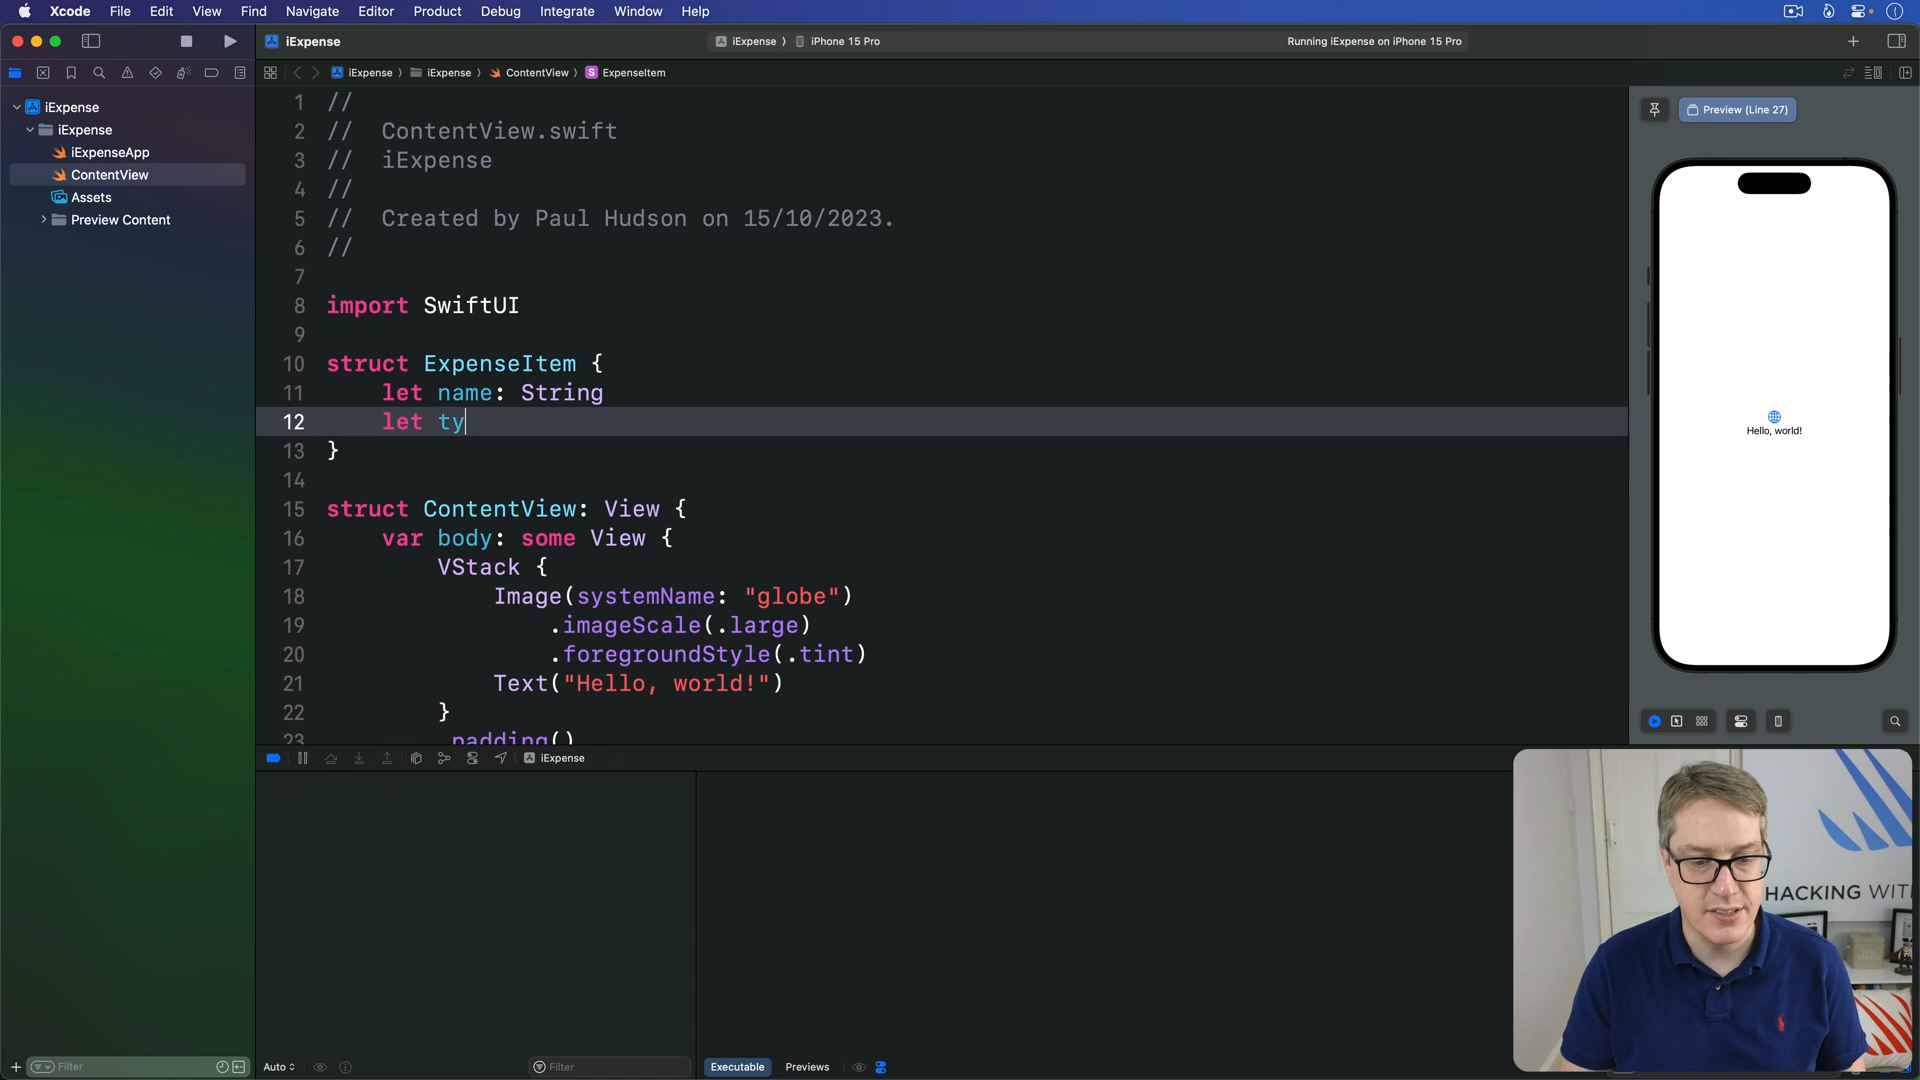 Xcode File Edit View Find Navigate Editor Product Debug Integrate Window Help
iExpense
iExpense iPhone 15 Pro
Running iExpense on iPhone 15 Pro
iExpense iExpense ContentView S ExpenseItem
iExpense
iExpense
iExpenseApp
ContentView
Assets
Preview Content
1 //
2 //  ContentView.swift
3 //  iExpense
4 //
5 //  Created by Paul Hudson on 15/10/2023.
6 //
7
8 import SwiftUI
9
10 struct ExpenseItem {
11     let name: String
12     let ty
13 }
14
15 struct ContentView: View {
16     var body: some View {
17         VStack {
18             Image(systemName: "globe")
19                 .imageScale(.large)
20                 .foregroundStyle(.tint)
21             Text("Hello, world!")
22         }
23         .padding()
Preview (Line 27)
Hello, world!
iExpense
HACKING WITH
Filter
Auto
Filter
Executable Previews